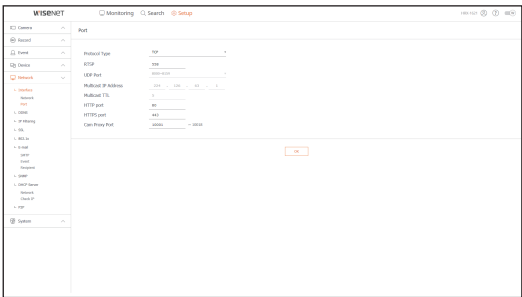 WISENET
Monitoring Search Setup
Camera
Record
Event
Device
Network
Interface
Network
Port
DDNS
IP Filtering
SSL
802.1x
E-mail
SMTP
Event
Recipient
SNMP
DHCP Server
Network
Check IP
P2P
System
Port
Protocol Type TCP
RTSP 558
UDP Port
Multicast IP Address
Multicast TTL
HTTP port 80
HTTPS port 443
Cam Proxy Port
OK